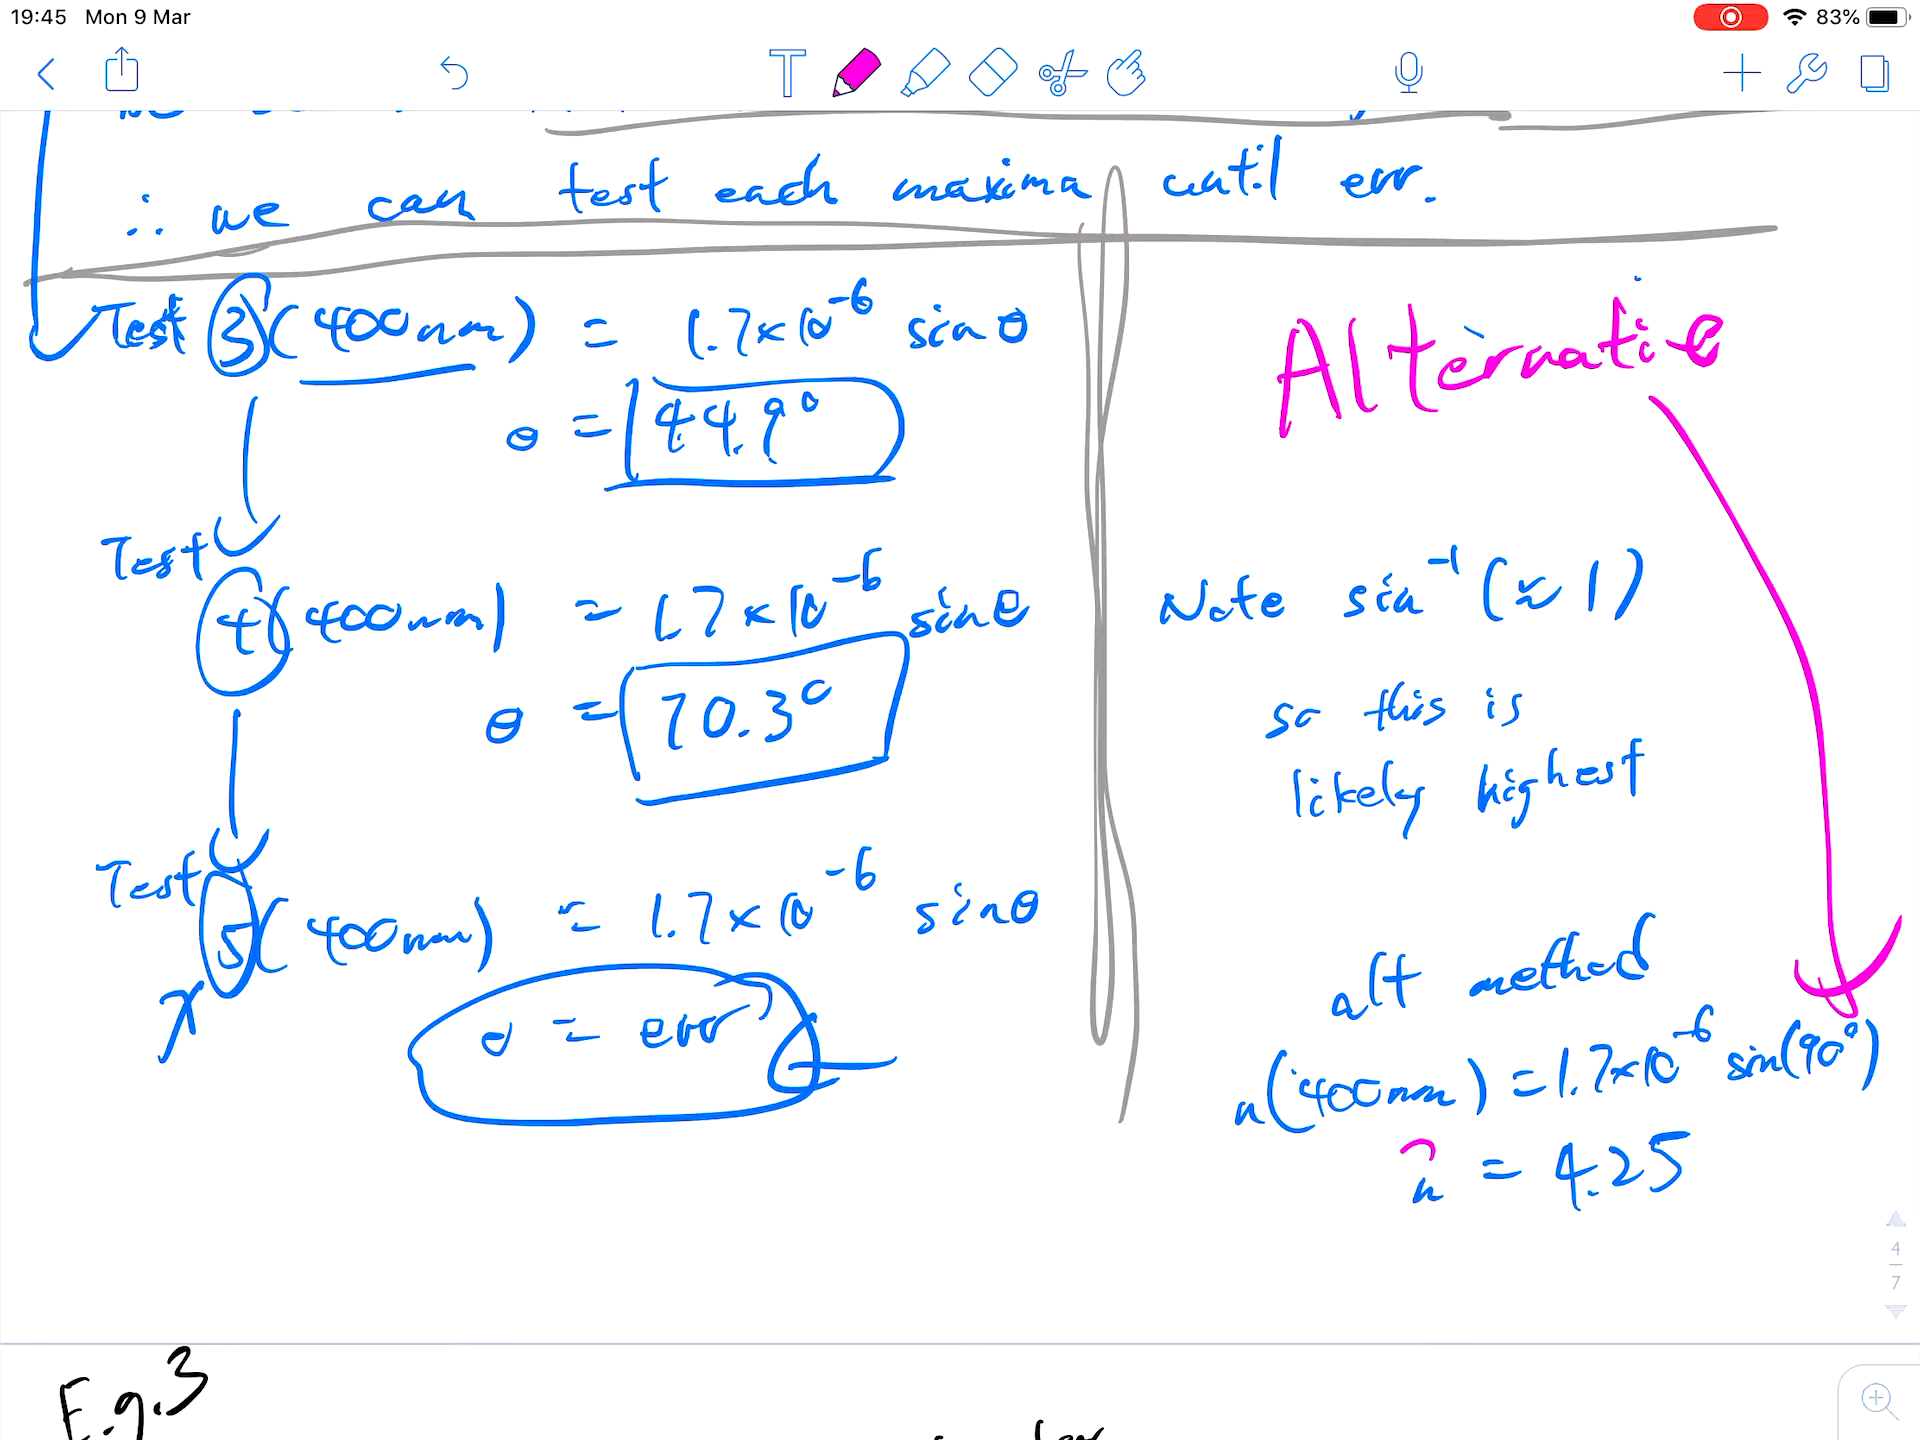 19:45 Mon 9 Mar
83%
T
∴ we can test each maxima until err.
Test 3(400nm) = 1.7×10⁻⁶ sinθ
θ = 44.9°
Test
4(400nm) = 1.7×10⁻⁶ sinθ
θ = 70.3°
Test
5(400nm) = 1.7×10⁻⁶ sinθ
θ = err
Alternative
Note sin⁻¹(≈1)
so this is
likely highest
alt method
n(400nm) = 1.7×10⁻⁶ sin(90°)
n = 4.25
4
7
E.g.3